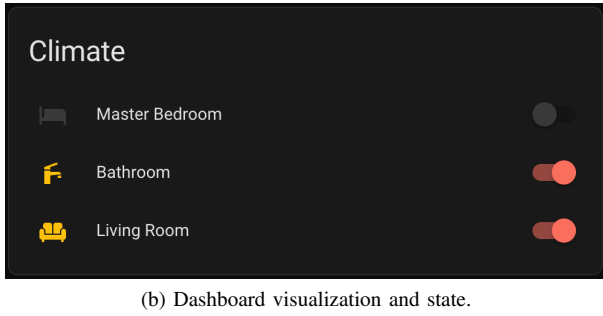 Climate
Master Bedroom
Bathroom
Living Room
(b) Dashboard visualization and state.